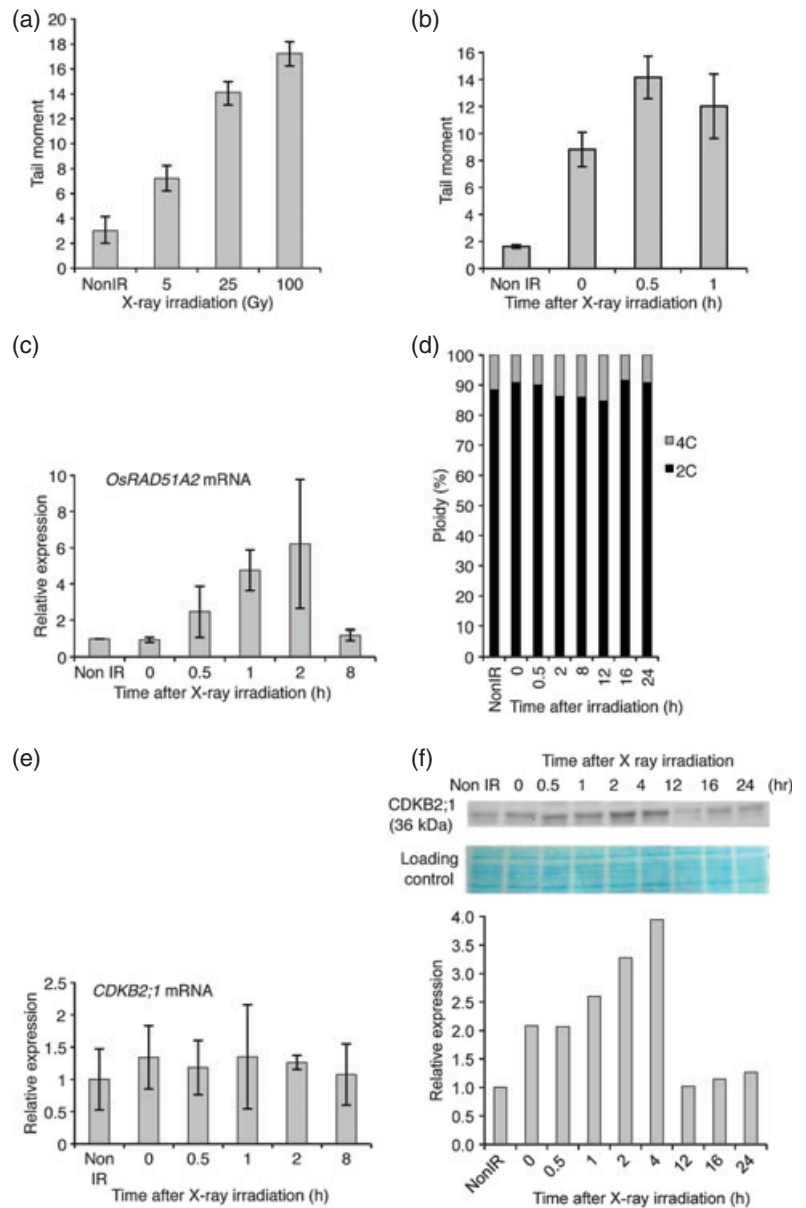 (a)
20
18
16
14
12
10
8
6
4
2
0
Tail moment
NonIR 5 25 100
X-ray irradiation (Gy)
(b)
16
14
12
10
8
6
4
2
0
Tail moment
Non IR 0 0.5 1
Time after X-ray irradiation (h)
(c)
OsRAD51A2 mRNA
10
8
6
4
2
0
Relative expression
Non IR 0 0.5 1 2 8
Time after X-ray irradiation (h)
(d)
100
90
80
70
60
50
40
30
20
10
0
Ploidy (%)
4C
2C
NonIR 0 0.5 2 8 12 16 24
Time after irradiation (h)
(e)
CDKB2;1 mRNA
2.5
2
1.5
1
0.5
0
Relative expression
Non 0 0.5 1 2 8
IR
Time after X-ray irradiation (h)
(f)
Time after X ray irradiation
Non IR 0 0.5 1 2 4 12 16 24 (hr)
CDKB2;1
(36 kDa)
Loading
control
4.0
3.5
3.0
2.5
2.0
1.5
1.0
0.5
0.0
Relative expression
NonIR 0 0.5 1 2 4 12 16 24
Time after X-ray irradiation (h)